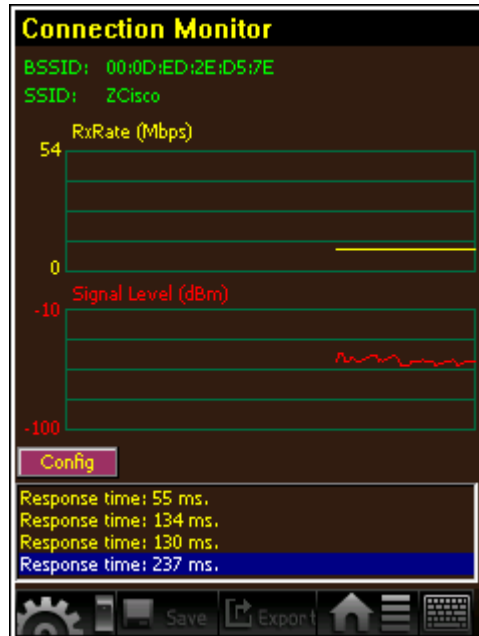 Connection Monitor
BSSID: 00:0D:ED:2E:D5:7E
SSID: ZCisco
RxRate (Mbps)
54
0
Signal Level (dBm)
-10
-100
Config
Response time: 55 ms.
Response time: 134 ms.
Response time: 130 ms.
Response time: 237 ms.
Save Export